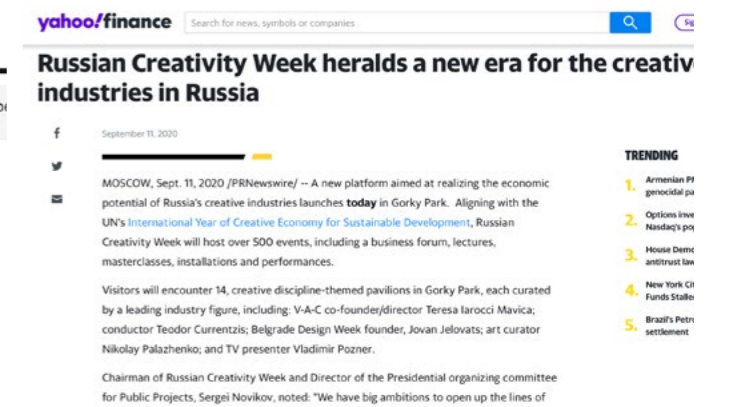 yahoo!finance
Search for news, symbols or companies
Russian Creativity Week heralds a new era for the creativ
industries in Russia
September 11, 2020
MOSCOW, Sept. 11, 2020 /PRNewswire/ -- A new platform aimed at realizing the economic
potential of Russia's creative industries launches today in Gorky Park. Aligning with the
UN's International Year of Creative Economy for Sustainable Development, Russian
Creativity Week will host over 500 events, including a business forum, lectures,
masterclasses, installations and performances.
Visitors will encounter 14, creative discipline-themed pavilions in Gorky Park, each curated
by a leading industry figure, including: V-A-C co-founder/director Teresa Iarocci Mavica;
conductor Teodor Currentzis; Belgrade Design Week founder, Jovan Jelovats; art curator
Nikolay Palazhenko; and TV presenter Vladimir Pozner.
Chairman of Russian Creativity Week and Director of the Presidential organizing committee
for Public Projects, Sergei Novikov, noted: "We have big ambitions to open up the lines of
TRENDING
1. Armenian
genocidal pa
2. Options inve
Nasdaq's po
3. House Demo
antitrust law
4. New York Ci
Funds Stalle
5. Brazil's Petr
settlement